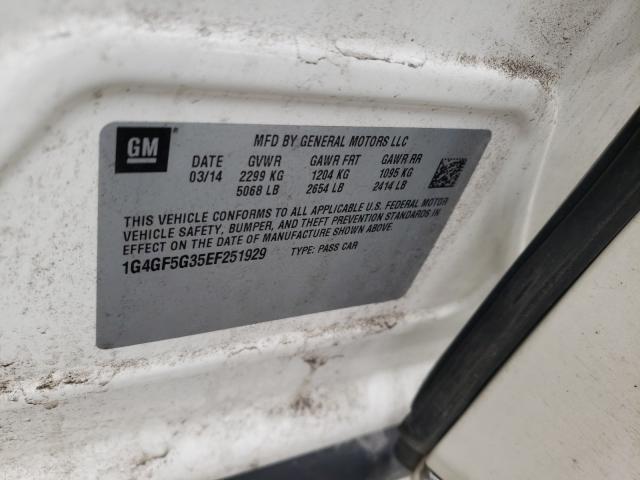 GM
MFD BY GENERAL MOTORS LLC
DATE GVWR GAWR FRT GAWR RR
03/14 2299 KG 1204 KG 1095 KG
5068 LB 2654 LB 2414 LB
THIS VEHICLE CONFORMS TO ALL APPLICABLE U.S. FEDERAL MOTOR
VEHICLE SAFETY, BUMPER, AND THEFT PREVENTION STANDARDS IN
EFFECT ON THE DATE OF MANUFACTURE SHOWN ABOVE.
1G4GF5G35EF251929 TYPE: PASS CAR